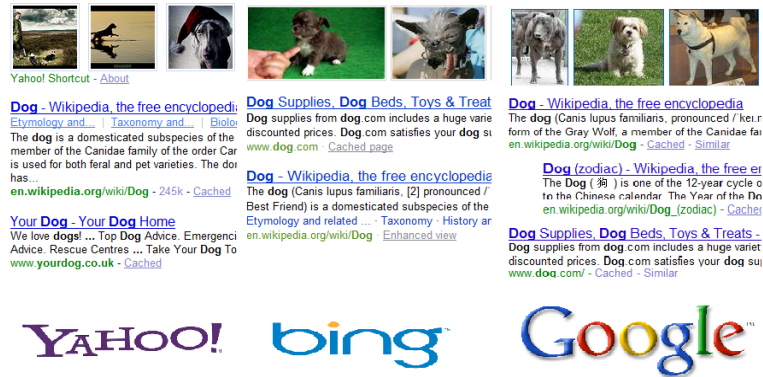 Yahoo! Shortcut - About
Dog - Wikipedia, the free encyclopedia
Etymology and... | Taxonomy and... | Biolo
The dog is a domesticated subspecies of the
member of the Canidae family of the order Car
is used for both feral and pet varieties. The do
has...
en.wikipedia.org/wiki/Dog - 245k - Cached
Your Dog - Your Dog Home
We love dogs! ... Top Dog Advice. Emergenci
Advice. Rescue Centres ... Take Your Dog To
www.yourdog.co.uk - Cached
YAHOO!
Dog Supplies, Dog Beds, Toys & Treat
Dog supplies from dog.com includes a huge varie
discounted prices. Dog.com satisfies your dog su
www.dog.com · Cached page
Dog - Wikipedia, the free encyclopedia
The dog (Canis lupus familiaris, [2] pronounced /
Best Friend) is a domesticated subspecies of the
Etymology and related ... · Taxonomy · History an
en.wikipedia.org/wiki/Dog · Enhanced view
bing™
Dog - Wikipedia, the free encyclopedia
The dog (Canis lupus familiaris, pronounced /
form of the Gray Wolf, a member of the Canidae fa
en.wikipedia.org/wiki/Dog - Cached - Similar
Dog (zodiac) - Wikipedia, the free en
The Dog ( 狗 ) is one of the 12-year cycle o
to the Chinese calendar. The Year of the Do
en.wikipedia.org/wiki/Dog_(zodiac) - Cache
Dog Supplies, Dog Beds, Toys & Treats -
Dog supplies from dog.com includes a huge variet
discounted prices. Dog.com satisfies your dog su
www.dog.com/ - Cached - Similar
Google™